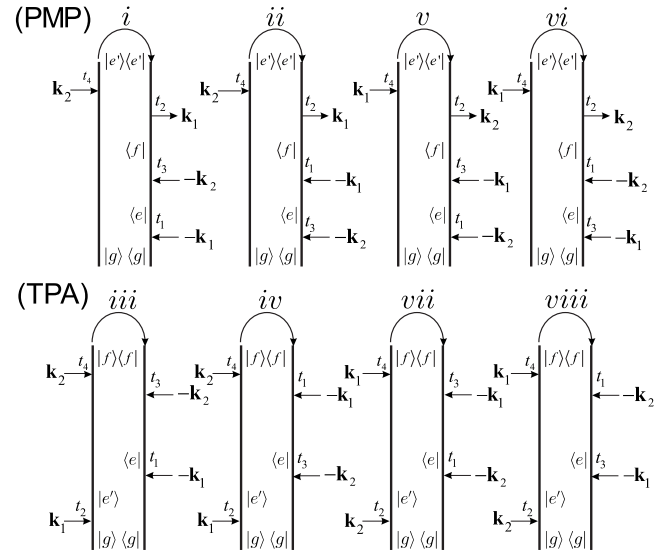 (PMP) i ii v vi
|e'⟩⟨e'| |e'⟩⟨e'| |e'⟩⟨e'| |e'⟩⟨e'|
k₂ t₄ k₂ t₄ k₁ t₄ k₁ t₄
t₂ k₁ t₂ k₁ t₂ k₂ t₂ k₂
⟨f| ⟨f| ⟨f| ⟨f|
t₃ −k₂ t₁ −k₁ t₃ −k₁ t₁ −k₂
⟨e| t₁ −k₁ ⟨e| t₃ −k₂ ⟨e| t₁ −k₂ ⟨e| t₃ −k₁
|g⟩ ⟨g| |g⟩ ⟨g| |g⟩ ⟨g| |g⟩ ⟨g|
(TPA) iii iv vii viii
k₂ t₄ |f⟩⟨f| k₂ t₄ |f⟩⟨f| k₁ t₄ |f⟩⟨f| k₁ t₄ |f⟩⟨f|
t₃ −k₂ t₁ −k₁ t₃ −k₁ t₁ −k₂
⟨e| t₁ −k₁ ⟨e| t₃ −k₂ ⟨e| t₁ −k₂ ⟨e| t₃ −k₁
|e'⟩ |e'⟩ |e'⟩ |e'⟩
k₁ t₂ k₁ t₂ k₂ t₂ k₂ t₂
|g⟩ ⟨g| |g⟩ ⟨g| |g⟩ ⟨g| |g⟩ ⟨g|